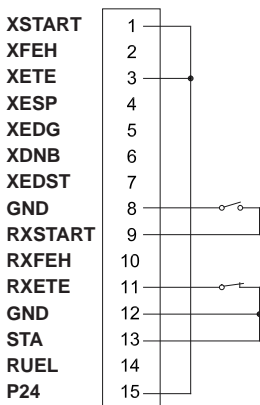 XSTART 1
XFEH 2
XETE 3
XESP 4
XEDG 5
XDNB 6
XEDST 7
GND 8
RXSTART 9
RXFEH 10
RXETE 11
GND 12
STA 13
RUEL 14
P24 15